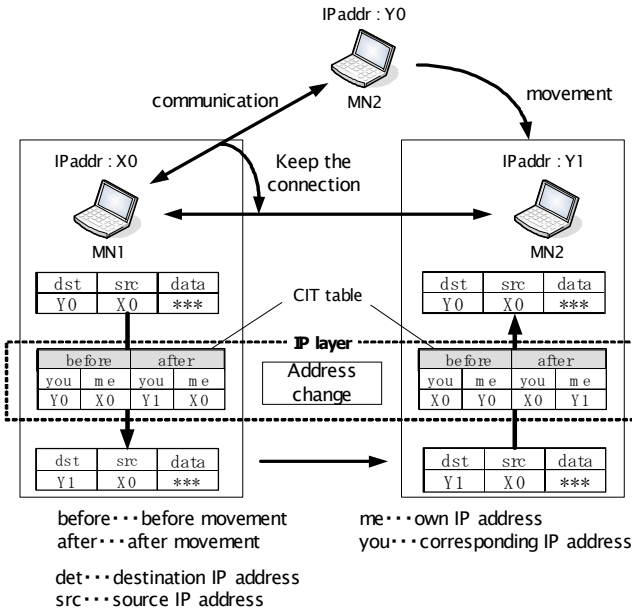 IPaddr : Y0
MN2
communication
movement
IPaddr : X0
Keep the
connection
IPaddr : Y1
MN1
MN2
dst src data
Y0 X0 ***
CIT table
dst src data
Y0 X0 ***
IP layer
before after
you me you me
Y0 X0 Y1 X0
Address
change
before after
you me you me
X0 Y0 X0 Y1
dst src data
Y1 X0 ***
dst src data
Y1 X0 ***
before･･･before movement
after･･･after movement
me･･･own IP address
you･･･corresponding IP address
det･･･destination IP address
src･･･source IP address